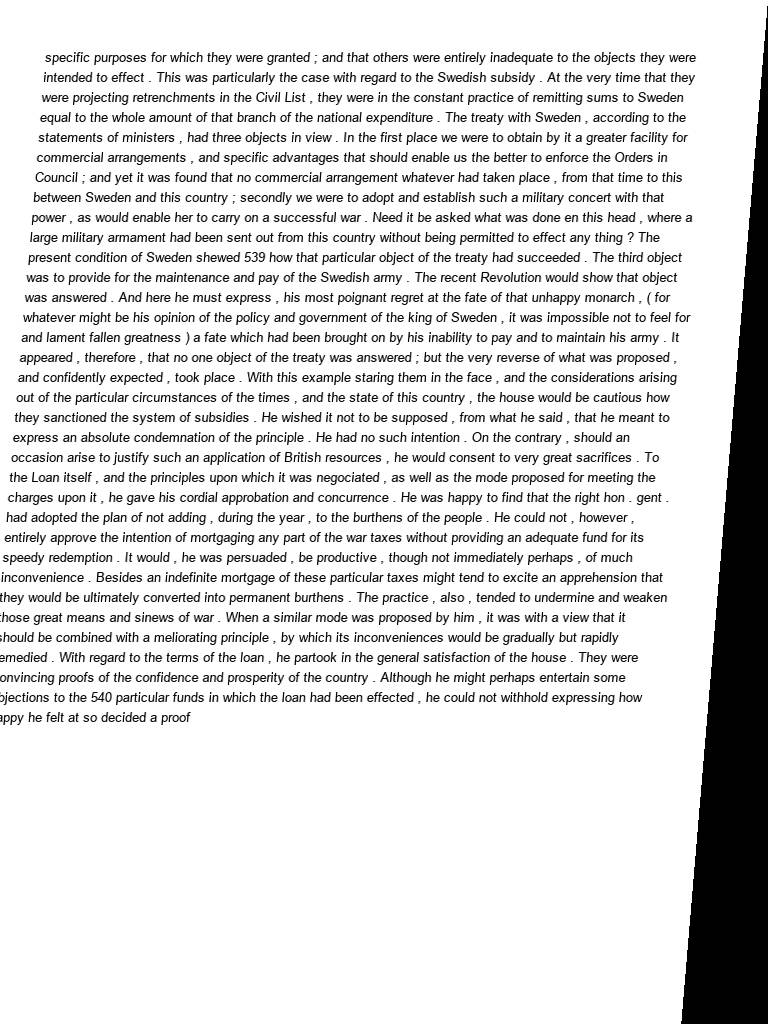 specific purposes for which they were granted ; and that others were entirely inadequate to the objects they were
intended to effect . This was particularly the case with regard to the Swedish subsidy . At the very time that they
were projecting retrenchments in the Civil List , they were in the constant practice of remitting sums to Sweden
equal to the whole amount of that branch of the national expenditure . The treaty with Sweden , according to the
statements of ministers , had three objects in view . In the first place we were to obtain by it a greater facility for
commercial arrangements , and specific advantages that should enable us the better to enforce the Orders in
Council ; and yet it was found that no commercial arrangement whatever had taken place , from that time to this
between Sweden and this country ; secondly we were to adopt and establish such a military concert with that
power , as would enable her to carry on a successful war . Need it be asked what was done en this head , where a
large military armament had been sent out from this country without being permitted to effect any thing ? The
present condition of Sweden shewed 539 how that particular object of the treaty had succeeded . The third object
was to provide for the maintenance and pay of the Swedish army . The recent Revolution would show that object
was answered . And here he must express , his most poignant regret at the fate of that unhappy monarch , ( for
whatever might be his opinion of the policy and government of the king of Sweden , it was impossible not to feel for
and lament fallen greatness ) a fate which had been brought on by his inability to pay and to maintain his army . It
appeared , therefore , that no one object of the treaty was answered ; but the very reverse of what was proposed ,
and confidently expected , took place . With this example staring them in the face , and the considerations arising
out of the particular circumstances of the times , and the state of this country , the house would be cautious how
they sanctioned the system of subsidies . He wished it not to be supposed , from what he said , that he meant to
express an absolute condemnation of the principle . He had no such intention . On the contrary , should an
occasion arise to justify such an application of British resources , he would consent to very great sacrifices . To
the Loan itself , and the principles upon which it was negociated , as well as the mode proposed for meeting the
charges upon it , he gave his cordial approbation and concurrence . He was happy to find that the right hon . gent .
had adopted the plan of not adding , during the year , to the burthens of the people . He could not , however ,
entirely approve the intention of mortgaging any part of the war taxes without providing an adequate fund for its
speedy redemption . It would , he was persuaded , be productive , though not immediately perhaps , of much
inconvenience . Besides an indefinite mortgage of these particular taxes might tend to excite an apprehension that
they would be ultimately converted into permanent burthens . The practice , also , tended to undermine and weaken
those great means and sinews of war . When a similar mode was proposed by him , it was with a view that it
should be combined with a meliorating principle , by which its inconveniences would be gradually but rapidly
emedied . With regard to the terms of the loan , he partook in the general satisfaction of the house . They were
onvincing proofs of the confidence and prosperity of the country . Although he might perhaps entertain some
bjections to the 540 particular funds in which the loan had been effected , he could not withhold expressing how
appy he felt at so decided a proof